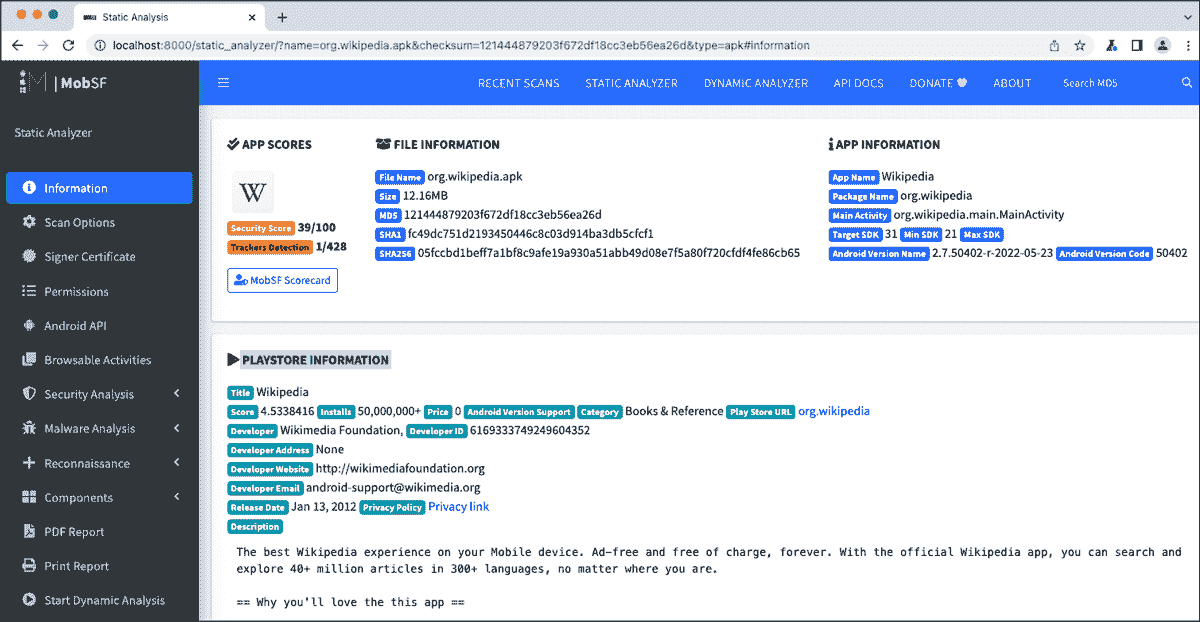 Static Analysis
localhost:8000/static_analyzer/?name=org.wikipedia.apk&checksum=121444879203f672df18cc3eb56ea26d&type=apk#information
MobSF
RECENT SCANS STATIC ANALYZER DYNAMIC ANALYZER API DOCS DONATE ABOUT Search MD5
Static Analyzer
Information
Scan Options
Signer Certificate
Permissions
Android API
Browsable Activities
Security Analysis
Malware Analysis
Reconnaissance
Components
PDF Report
Print Report
Start Dynamic Analysis
APP SCORES
W
Security Score 39/100
Trackers Detection 1/428
MobSF Scorecard
FILE INFORMATION
File Name org.wikipedia.apk
Size 12.16MB
MD5 121444879203f672df18cc3eb56ea26d
SHA1 fc49dc751d2193450446c8c03d914ba3db5cfcf1
SHA256 05fccbd1beff7a1bf8c9afe19a930a51abb49d08e7f5a80f720cfdf4fe86cb65
APP INFORMATION
App Name Wikipedia
Package Name org.wikipedia
Main Activity org.wikipedia.main.MainActivity
Target SDK 31 Min SDK 21 Max SDK
Android Version Name 2.7.50402-r-2022-05-23 Android Version Code 50402
PLAYSTORE INFORMATION
Title Wikipedia
Score 4.5338416 Installs 50,000,000+ Price 0 Android Version Support Category Books & Reference Play Store URL org.wikipedia
Developer Wikimedia Foundation, Developer ID 6169333749249604352
Developer Address None
Developer Website http://wikimediafoundation.org
Developer Email android-support@wikimedia.org
Release Date Jan 13, 2012 Privacy Policy Privacy link
Description
The best Wikipedia experience on your Mobile device. Ad-free and free of charge, forever. With the official Wikipedia app, you can search and
explore 40+ million articles in 300+ languages, no matter where you are.
== Why you'll love the this app ==